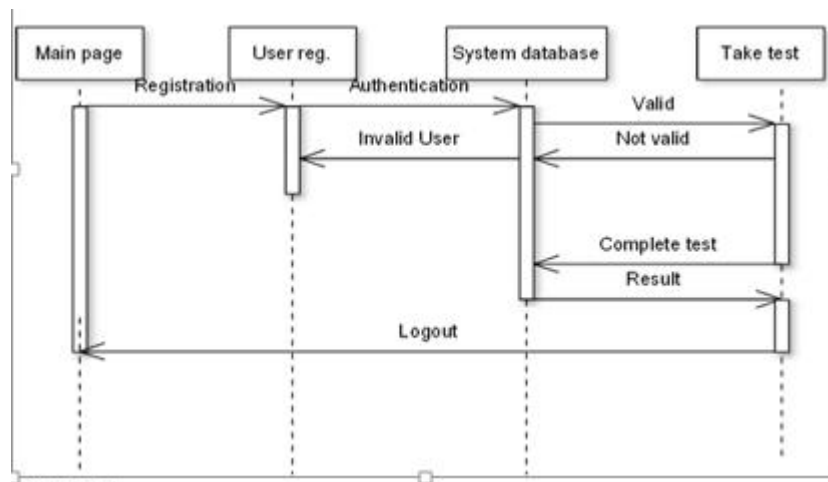 Main page
User reg.
System database
Take test
Registration
Authentication
Valid
Invalid User
Not valid
Complete test
Result
Logout